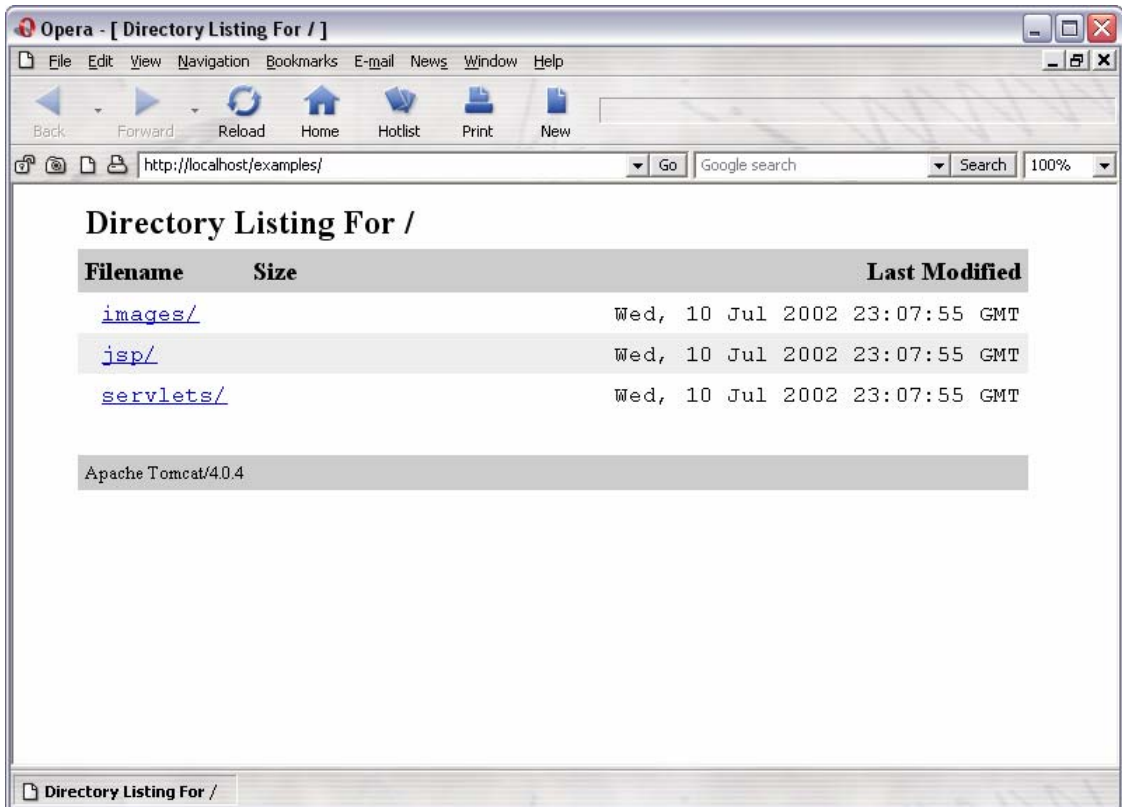 Opera - [ Directory Listing For / ]
File Edit View Navigation Bookmarks E-mail News Window Help
Back Forward Reload Home Hotlist Print New
http://localhost/examples/ Go Google search Search 100%
Directory Listing For /
Filename Size Last Modified
images/ Wed, 10 Jul 2002 23:07:55 GMT
jsp/ Wed, 10 Jul 2002 23:07:55 GMT
servlets/ Wed, 10 Jul 2002 23:07:55 GMT
Apache Tomcat/4.0.4
Directory Listing For /